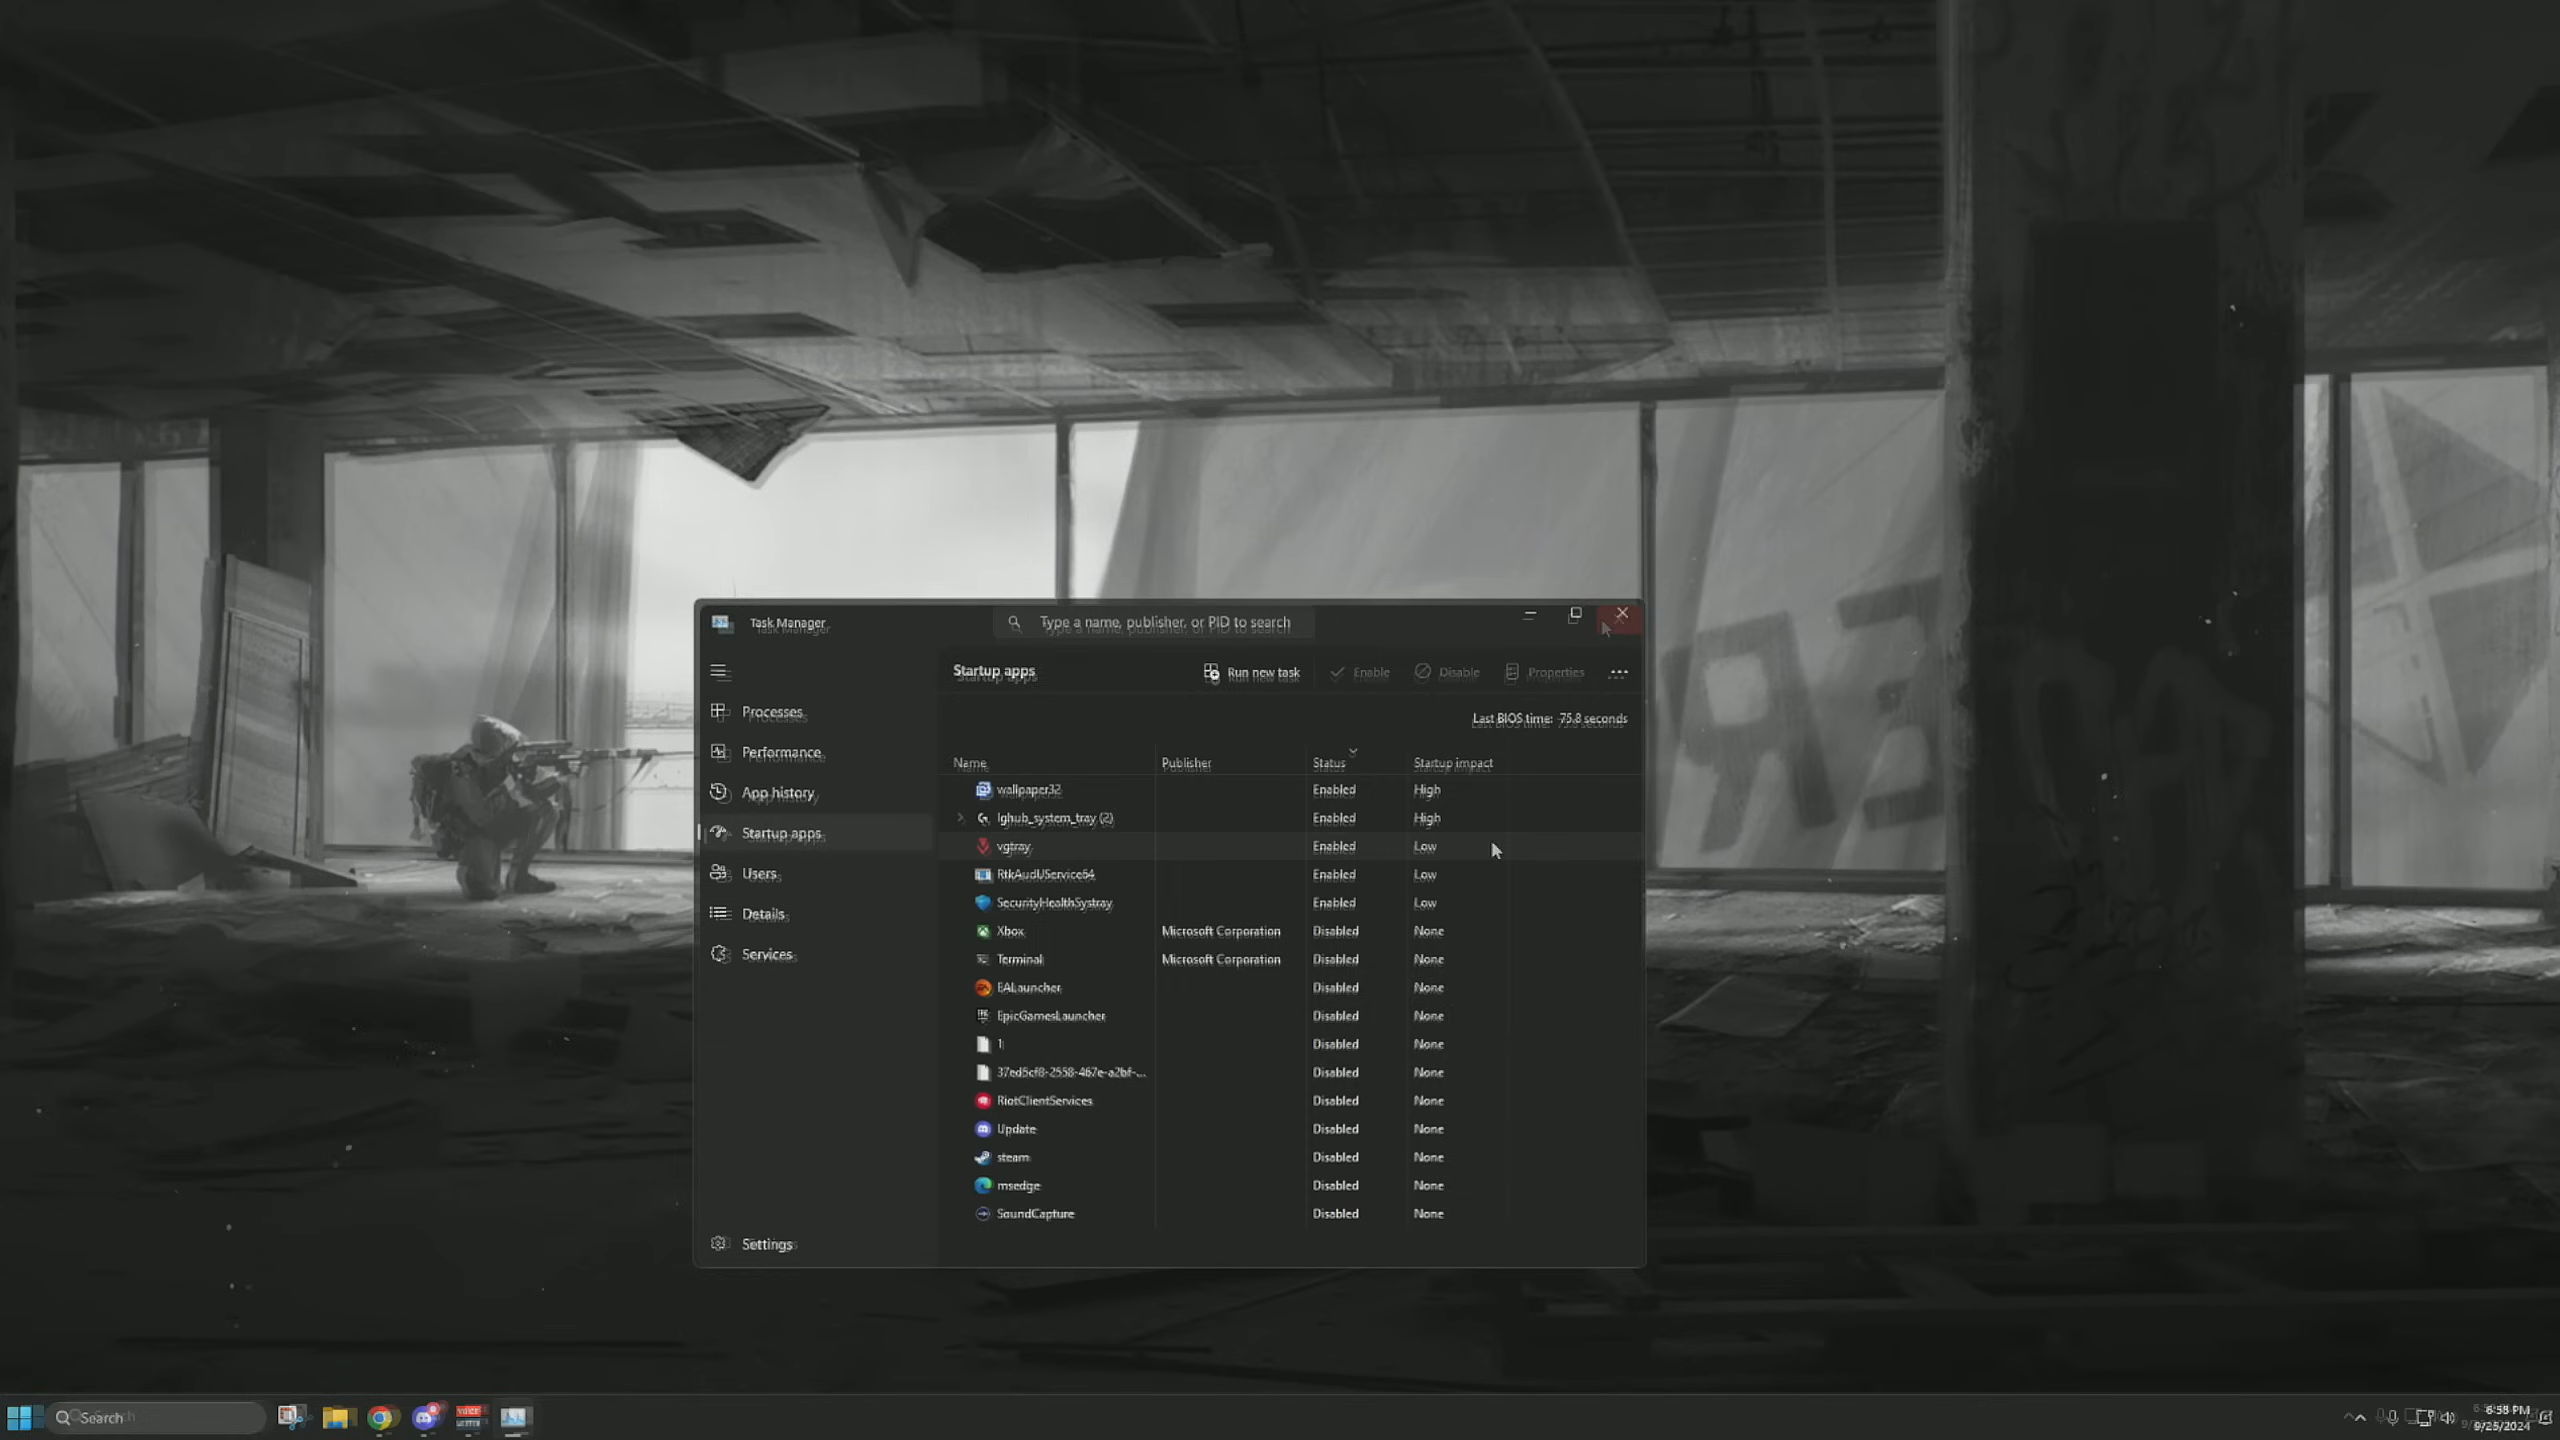 Task Manager
Type a name, publisher, or PID to search
Startup apps
Run new task
Enable
Disable
Properties
Last BIOS time: 75.8 seconds
Processes
Performance
App history
Startup apps
Users
Details
Services
Settings
Name Publisher Status Startup impact
wallpaper32 Enabled High
lghub_system_tray (2) Enabled High
vgtray Enabled Low
RtkAudUService64 Enabled Low
SecurityHealthSystray Enabled Low
Xbox Microsoft Corporation Disabled None
Terminal Microsoft Corporation Disabled None
EALauncher Disabled None
EpicGamesLauncher Disabled None
1 Disabled None
37ed5cf8-2558-467e-a2bf-... Disabled None
RiotClientServices Disabled None
Update Disabled None
steam Disabled None
msedge Disabled None
SoundCapture Disabled None
Search
PM
9/25/2024